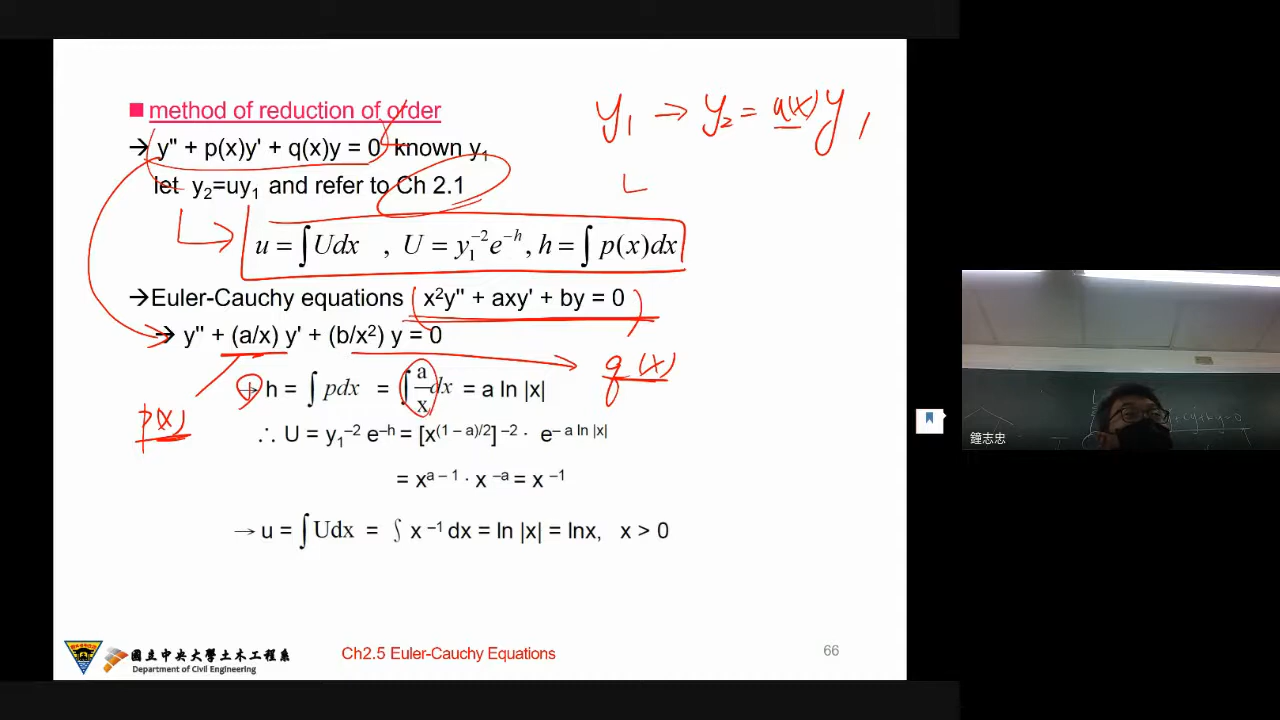 method of reduction of order
→ y" + p(x)y' + q(x)y = 0 known y₁
let y₂=uy₁ and refer to Ch 2.1
u = ∫Udx , U = y₁⁻²e⁻ʰ, h = ∫ p(x)dx
→Euler-Cauchy equations x²y" + axy' + by = 0
→ y" + (a/x) y' + (b/x²) y = 0
→ h = ∫ pdx = ∫ a/x dx = a ln |x|
∴ U = y₁⁻² e⁻ʰ = [x^(1 – a)/2] ⁻² · e^– a ln |x|
= x^a – 1 · x ^–a = x ⁻¹
→ u = ∫Udx = ∫ x ⁻¹ dx = ln |x| = lnx, x > 0
y₁ → y₂ = u(x) y₁
p(x)
q(x)
鐘志忠
國立中央大學土木工程系
Department of Civil Engineering
Ch2.5 Euler-Cauchy Equations
66